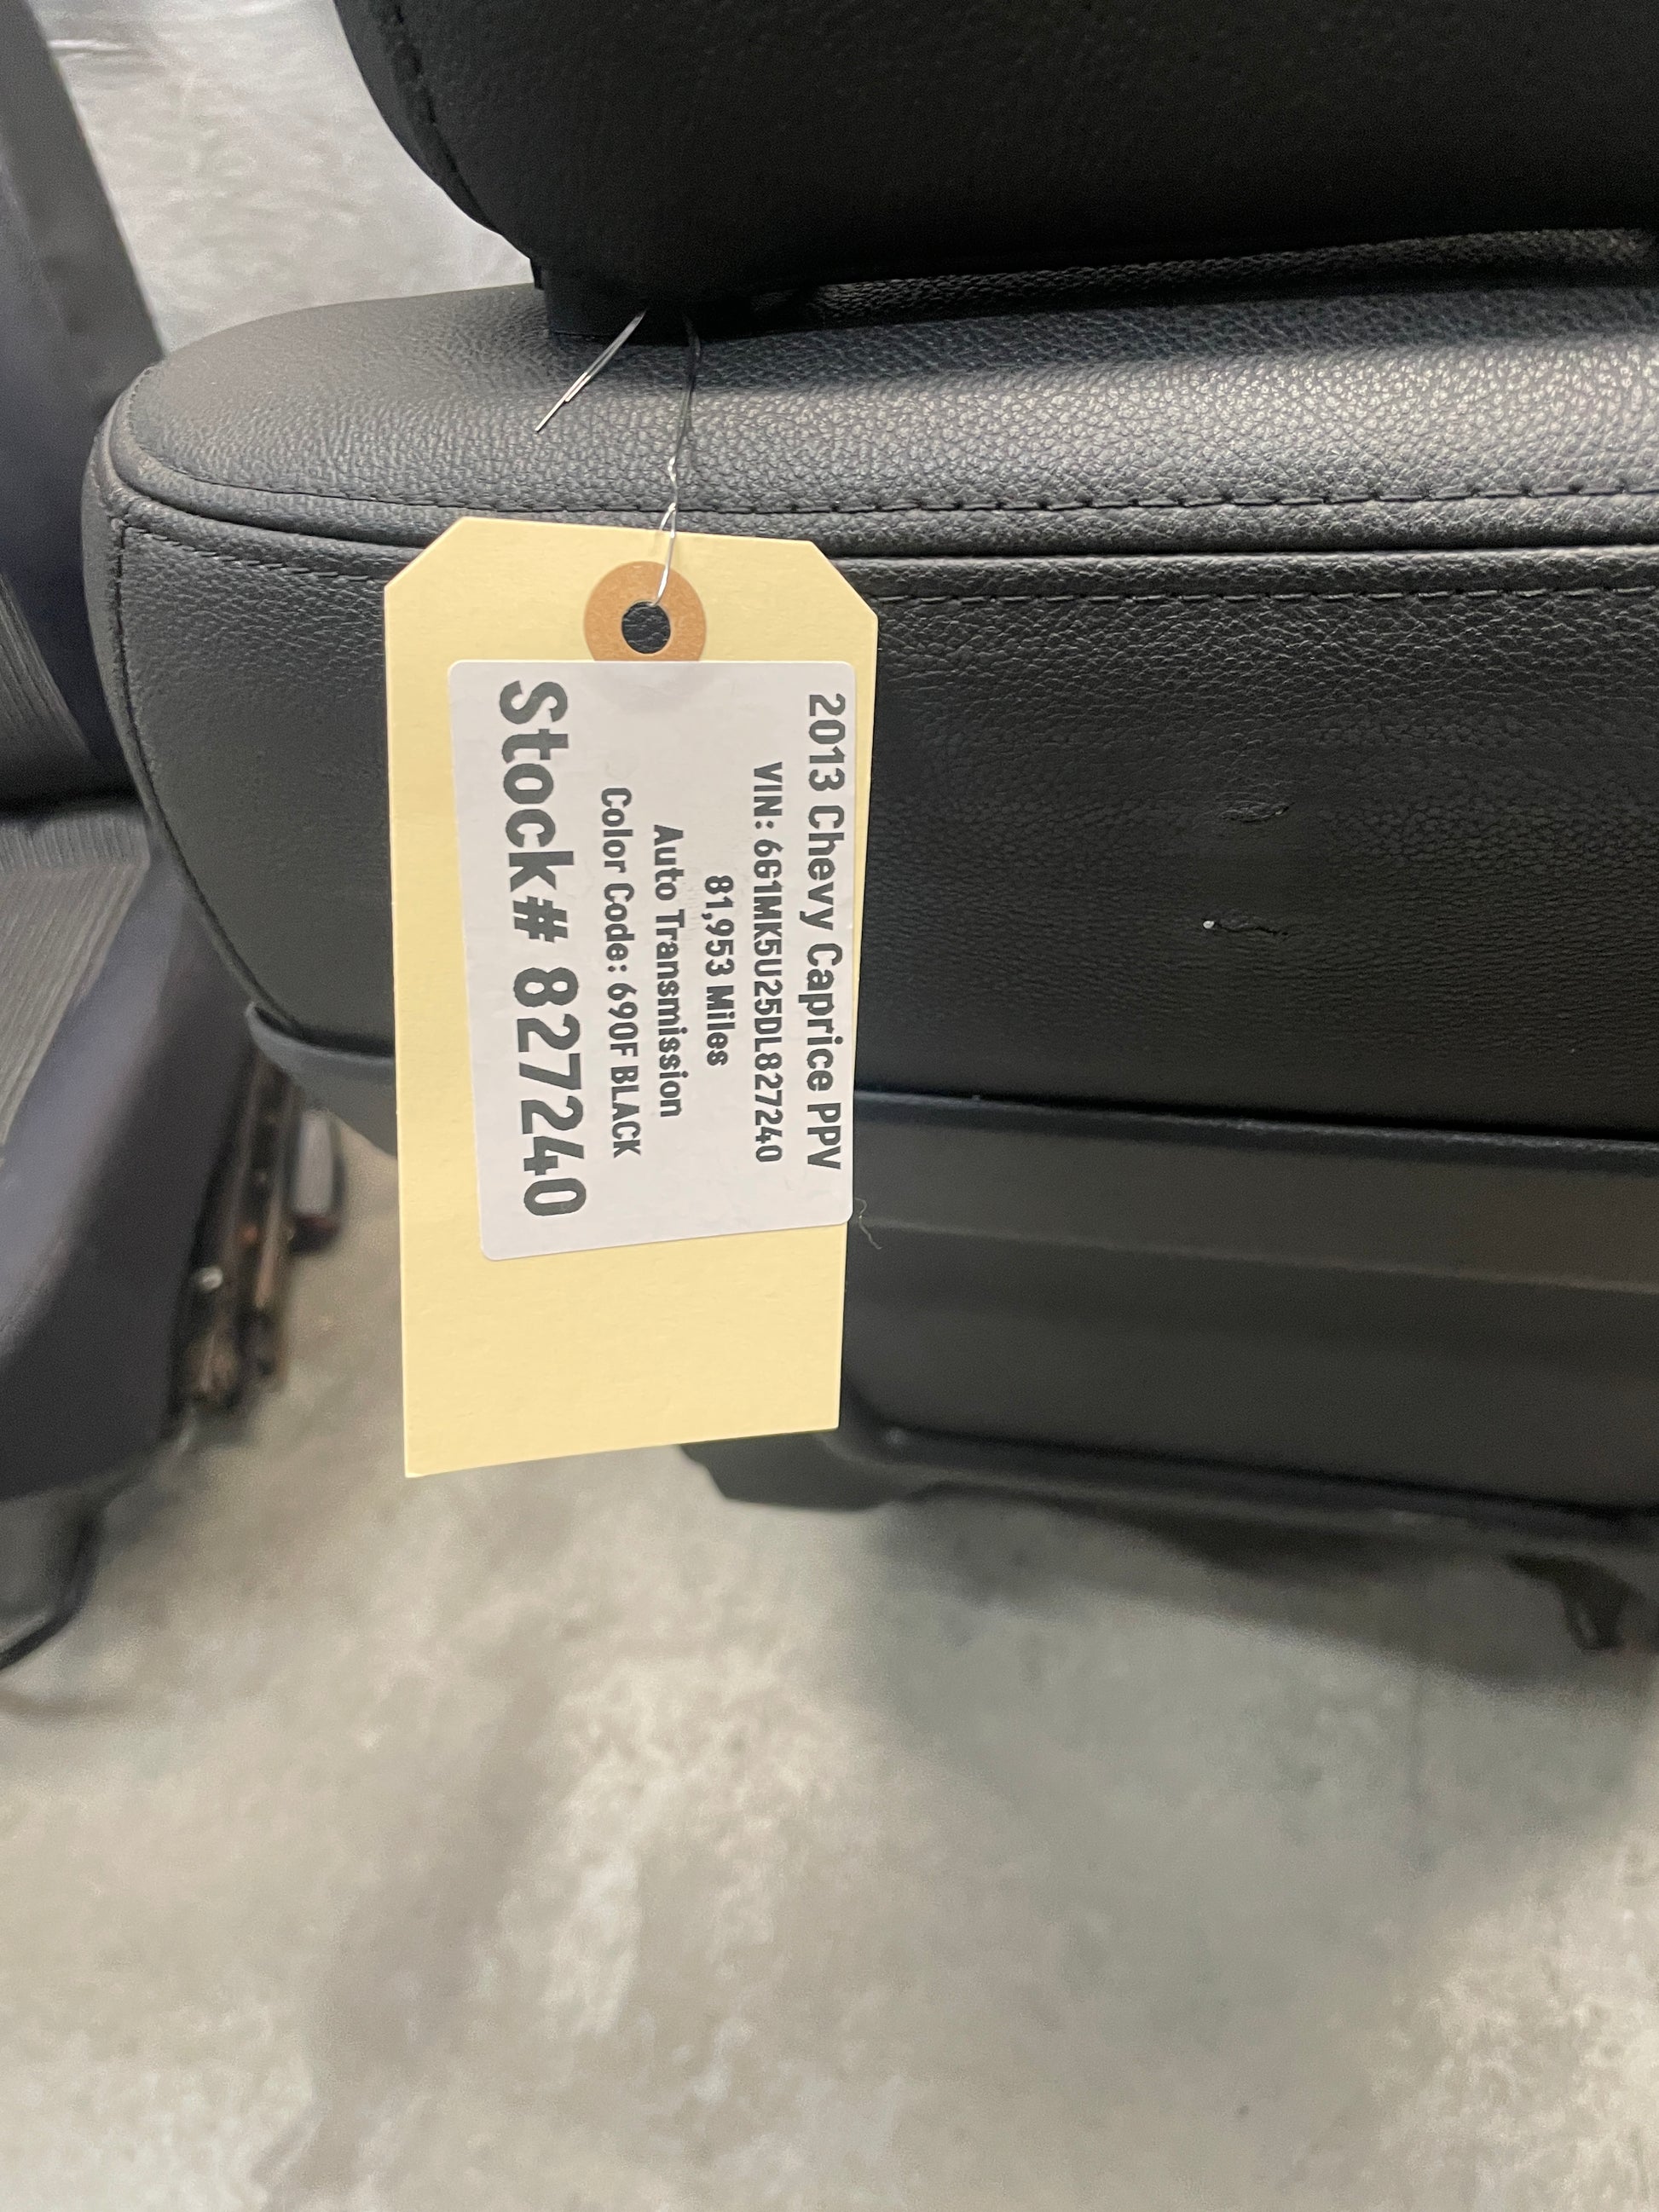 2013 Chevy Caprice PPV
VIN: 6G1MK5U25DL827240
81,953 Miles
Auto Transmission
Color Code: 690F BLACK
Stock# 827240